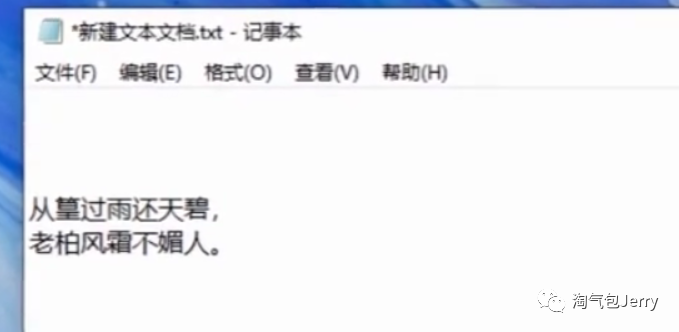 *新建文本文档.txt - 记事本
文件(F) 编辑(E) 格式(O) 查看(V) 帮助(H)
从篁过雨还天碧，
老柏风霜不媚人。
淘气包Jerry